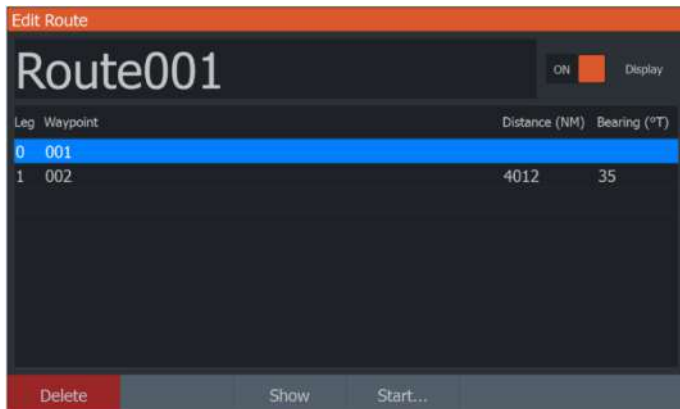 Edit Route
Route001 ON Display
Leg Waypoint Distance (NM) Bearing (°T)
0 001
1 002 4012 35
Delete Show Start...